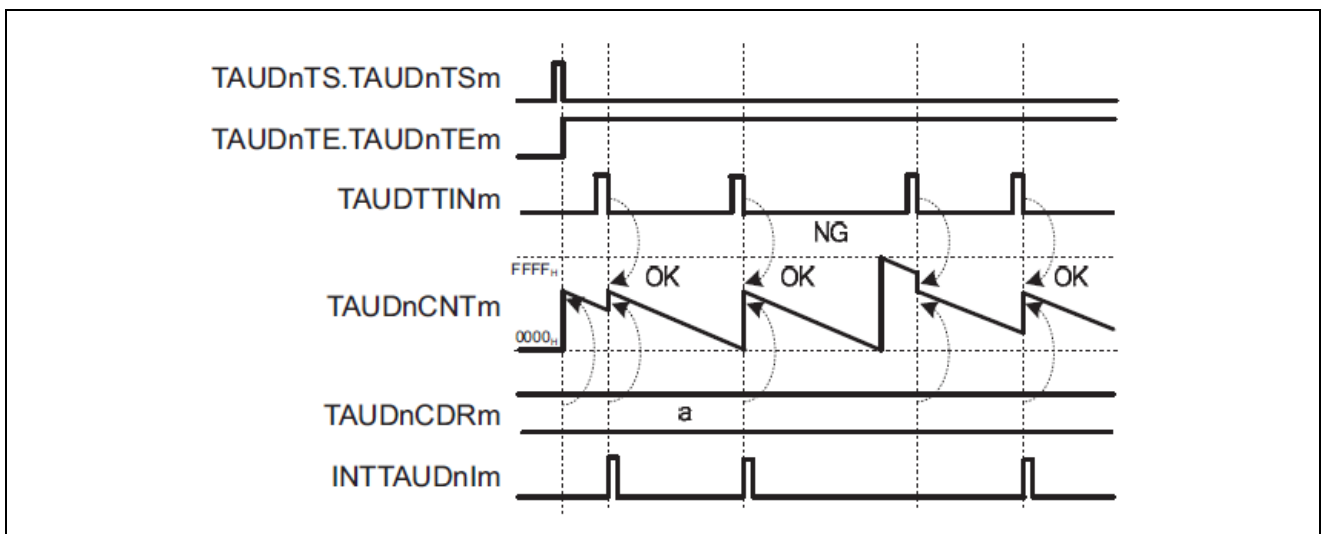 TAUDnTS.TAUDnTSm
TAUDnTE.TAUDnTEm
TAUDTTINm
NG
FFFFH
OK
OK
OK
TAUDnCNTm
0000H
TAUDnCDRm
a
INTTAUDnIm